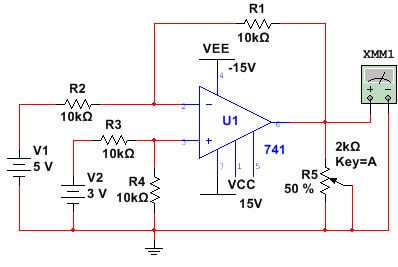 R1
10kΩ
VEE
-15V
XMM1
R2
10kΩ
4
2
U1
6
R3
10kΩ
3
741
7
1
5
2kΩ
Key=A
V1
5 V
V2
3 V
R4
10kΩ
VCC
15V
R5
50 %